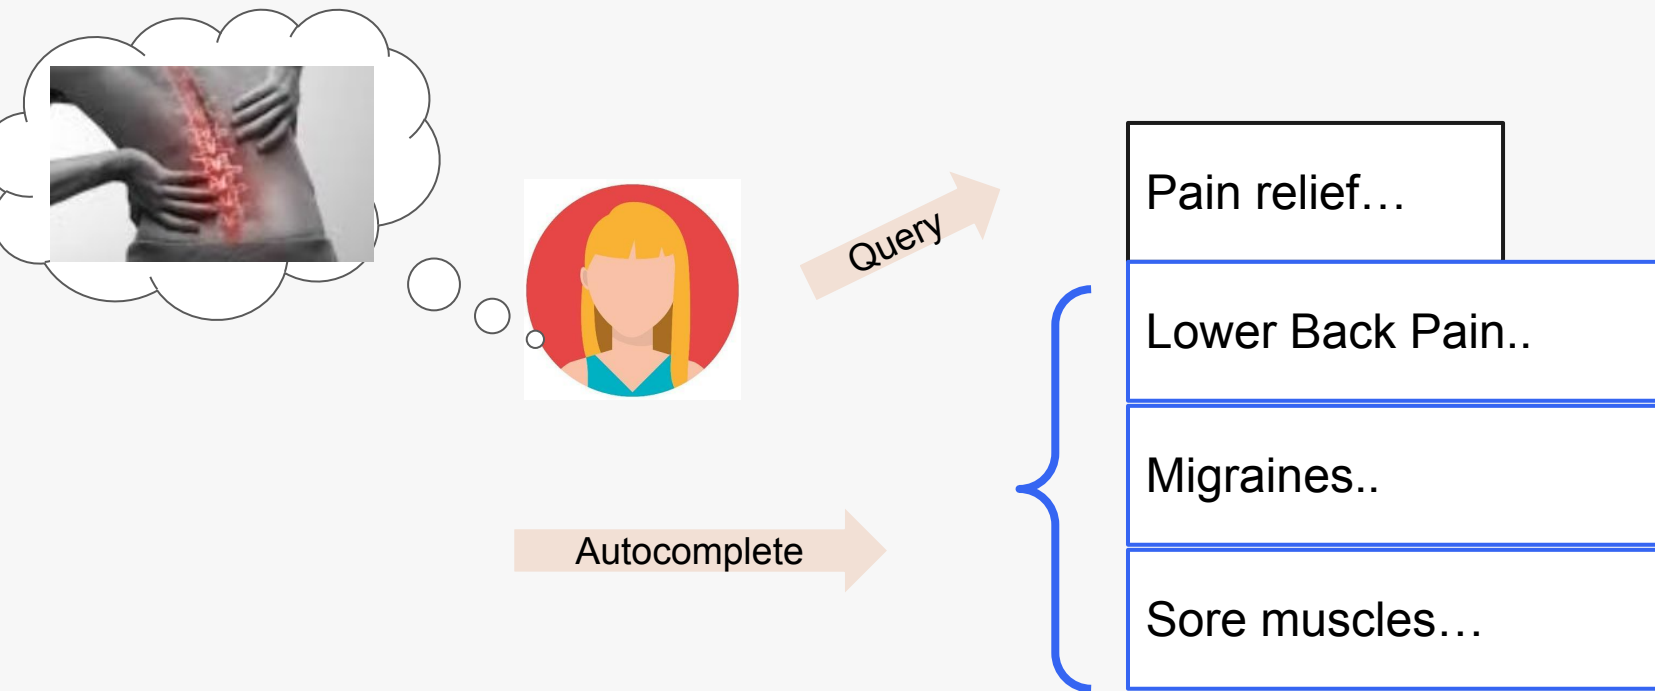 Query
Pain relief…
Lower Back Pain..
Migraines..
Autocomplete
Sore muscles…